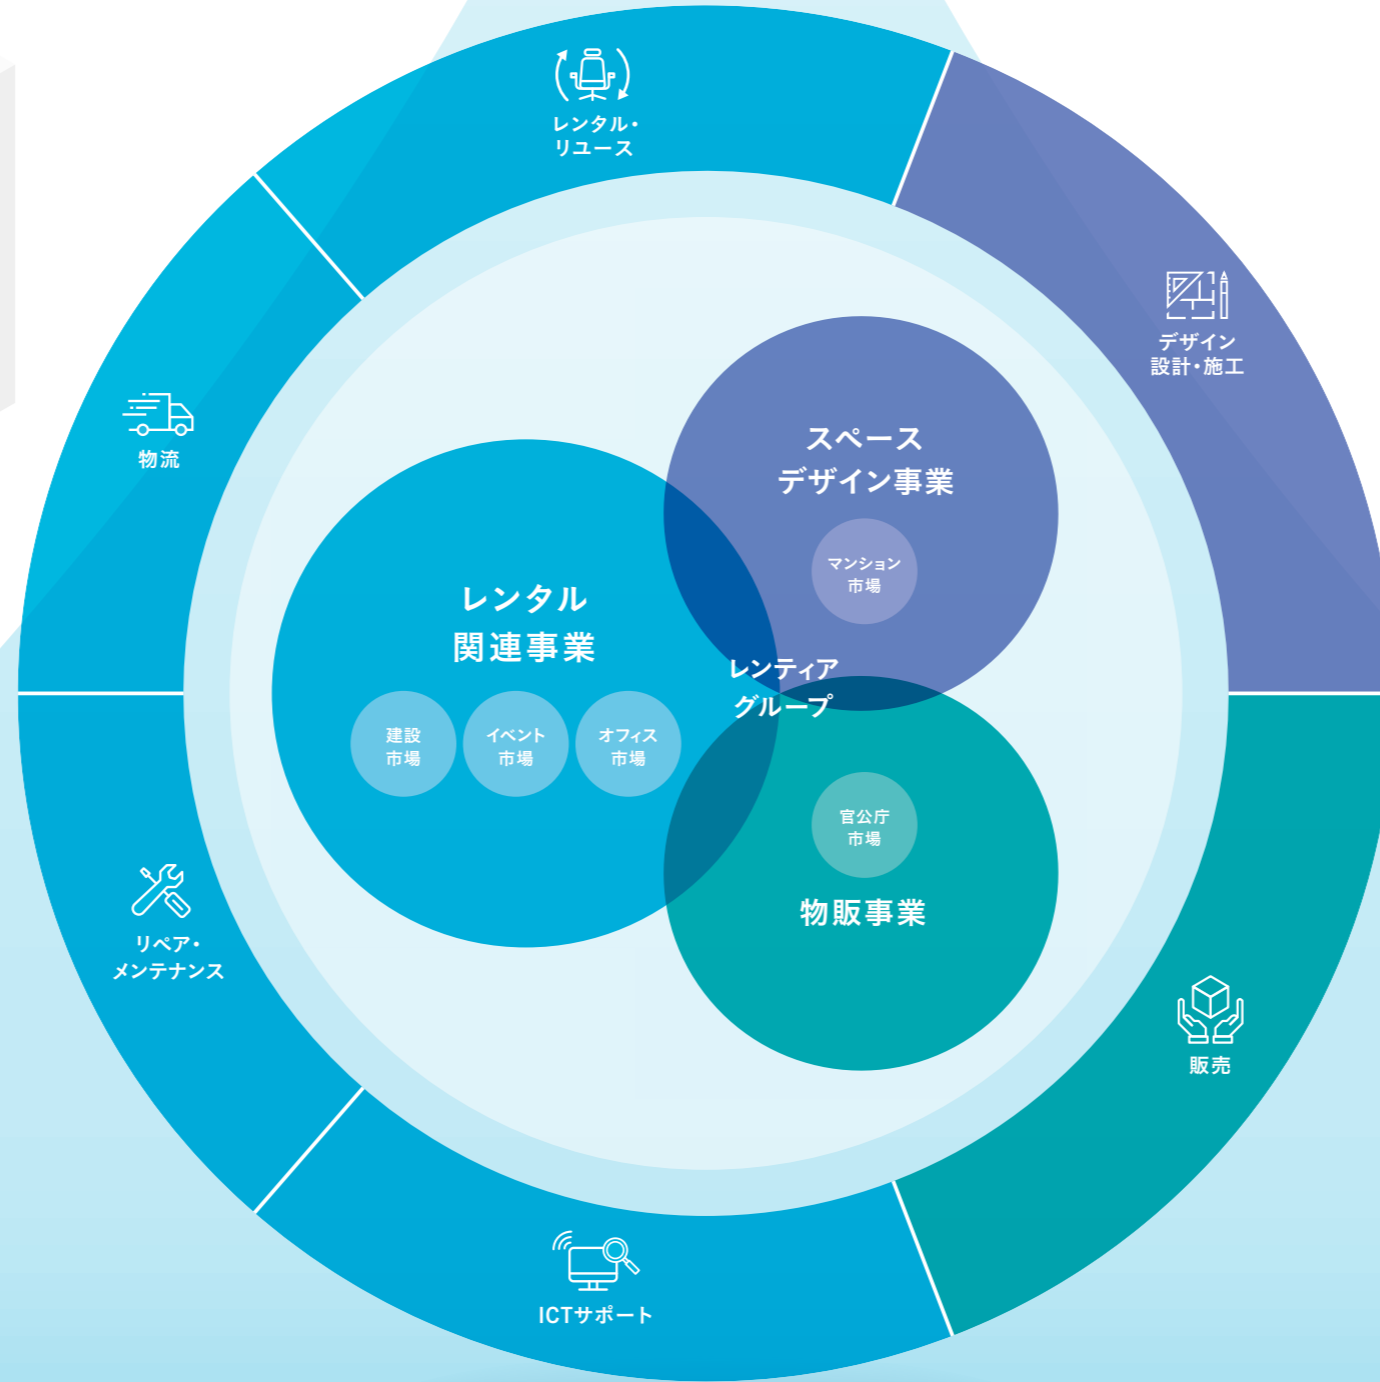 レンタル・
リユース
デザイン
設計・施工
物流
スペース
デザイン事業
マンション
市場
レンタル
関連事業
建設
市場
イベント
市場
オフィス
市場
レンティア
グループ
官公庁
市場
物販事業
リペア・
メンテナンス
販売
ICTサポート